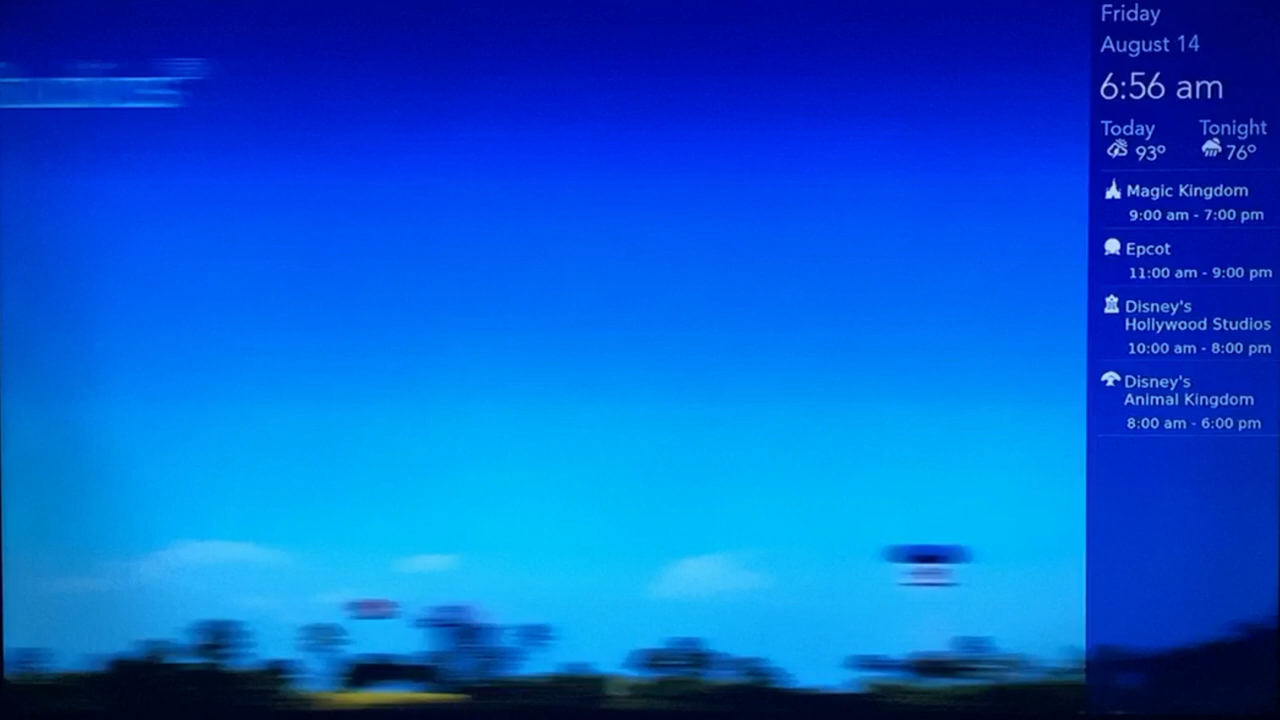 Friday
August 14
6:56 am
Today Tonight
93° 76°
Magic Kingdom
9:00 am - 7:00 pm
Epcot
11:00 am - 9:00 pm
Disney's
Hollywood Studios
10:00 am - 8:00 pm
Disney's
Animal Kingdom
8:00 am - 6:00 pm